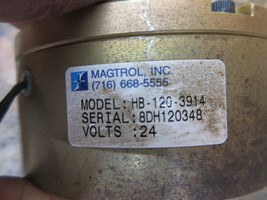 MAGTROL, INC.
(716) 668-5555
MODEL: HB-120-3914
SERIAL: 8DH120348
VOLTS :24